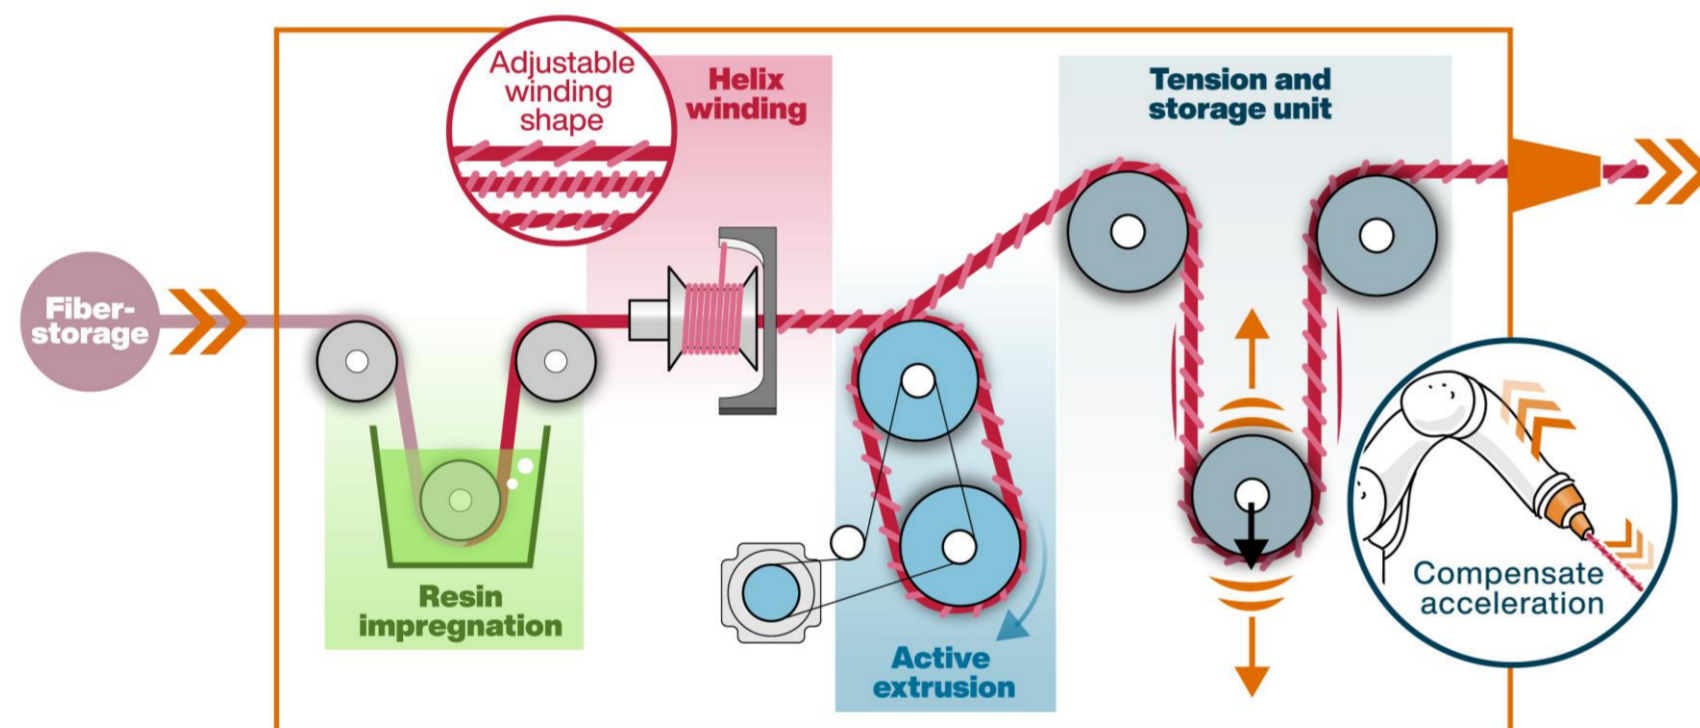 Fiber-
storage
Resin
impregnation
Adjustable
winding
shape
Helix
winding
Active
extrusion
Tension and
storage unit
Compensate
acceleration